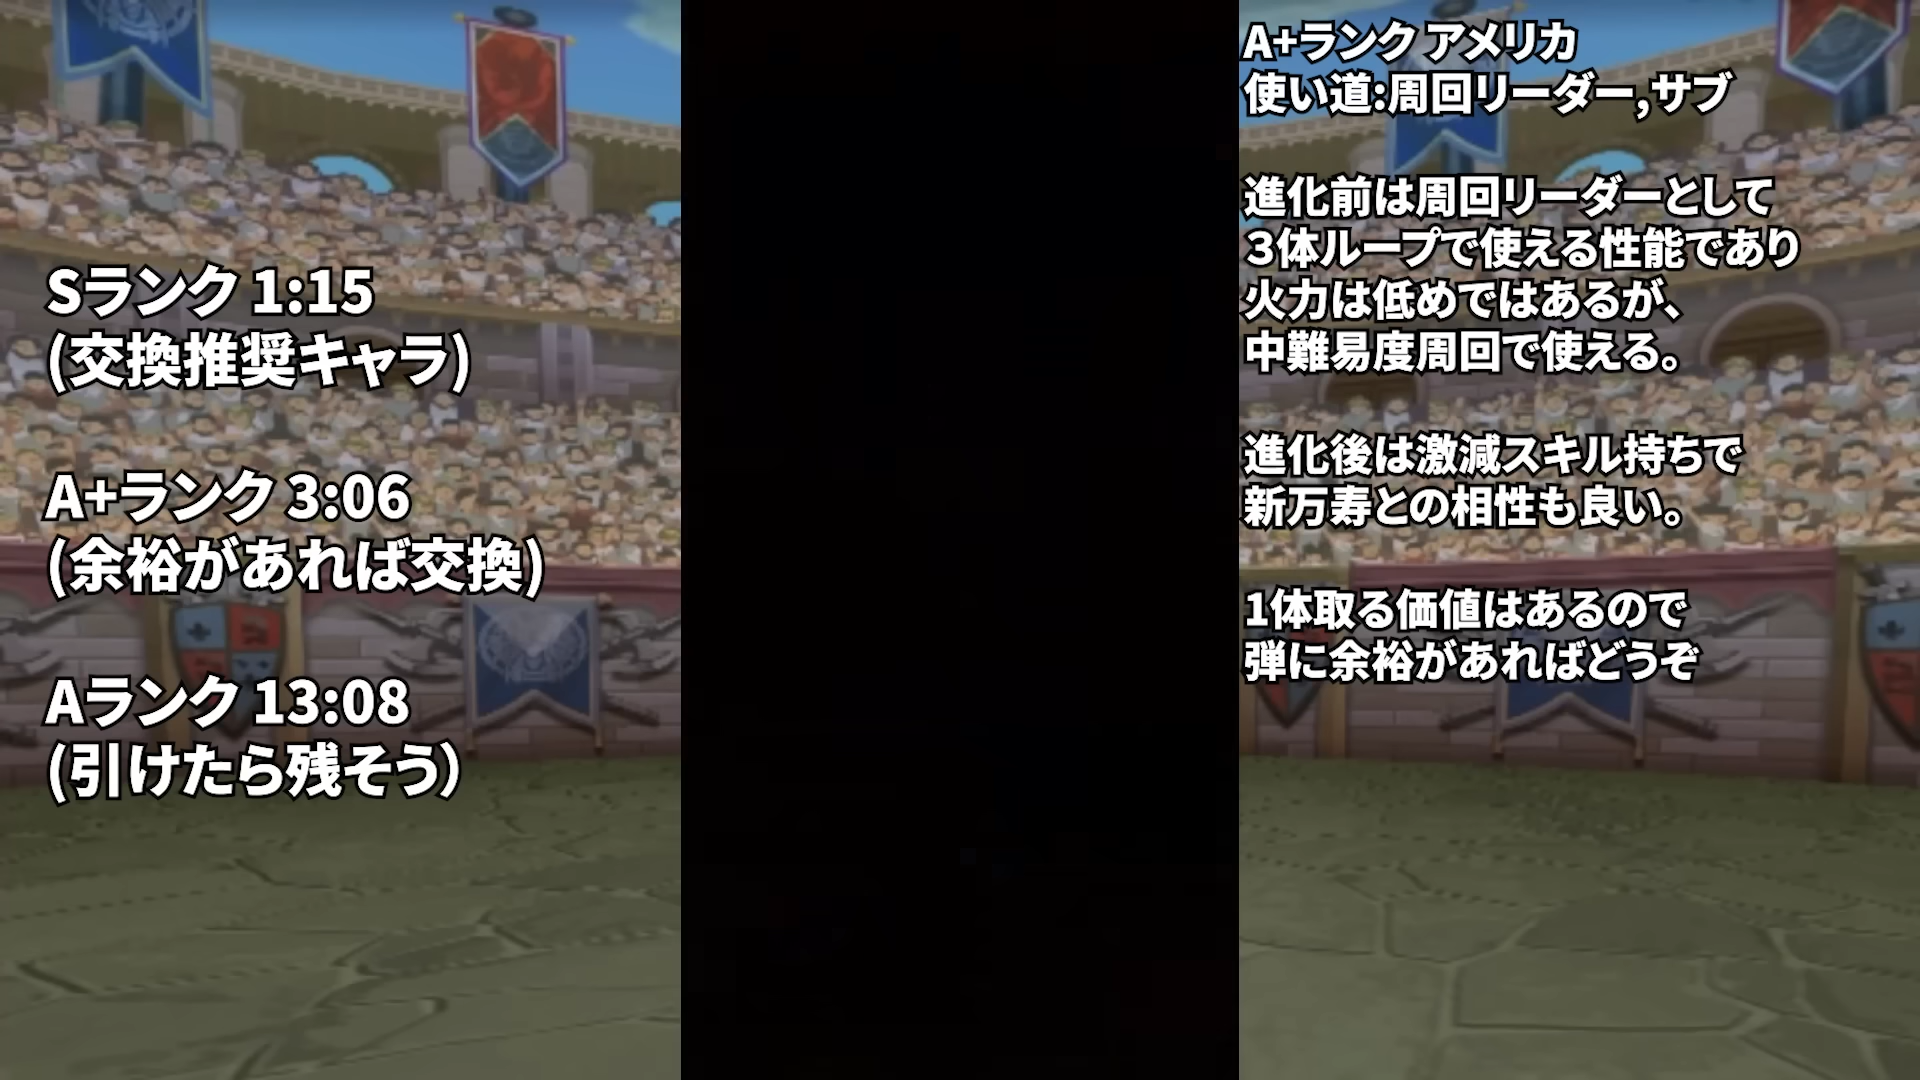 Sランク 1:15
(交換推奨キャラ)
A+ランク 3:06
(余裕があれば交換)
Aランク 13:08
(引けたら残そう)
A+ランク アメリカ
使い道:周回リーダー,サブ
進化前は周回リーダーとして
３体ループで使える性能であり
火力は低めではあるが、
中難易度周回で使える。
進化後は激減スキル持ちで
新万寿との相性も良い。
1体取る価値はあるので
弾に余裕があればどうぞ